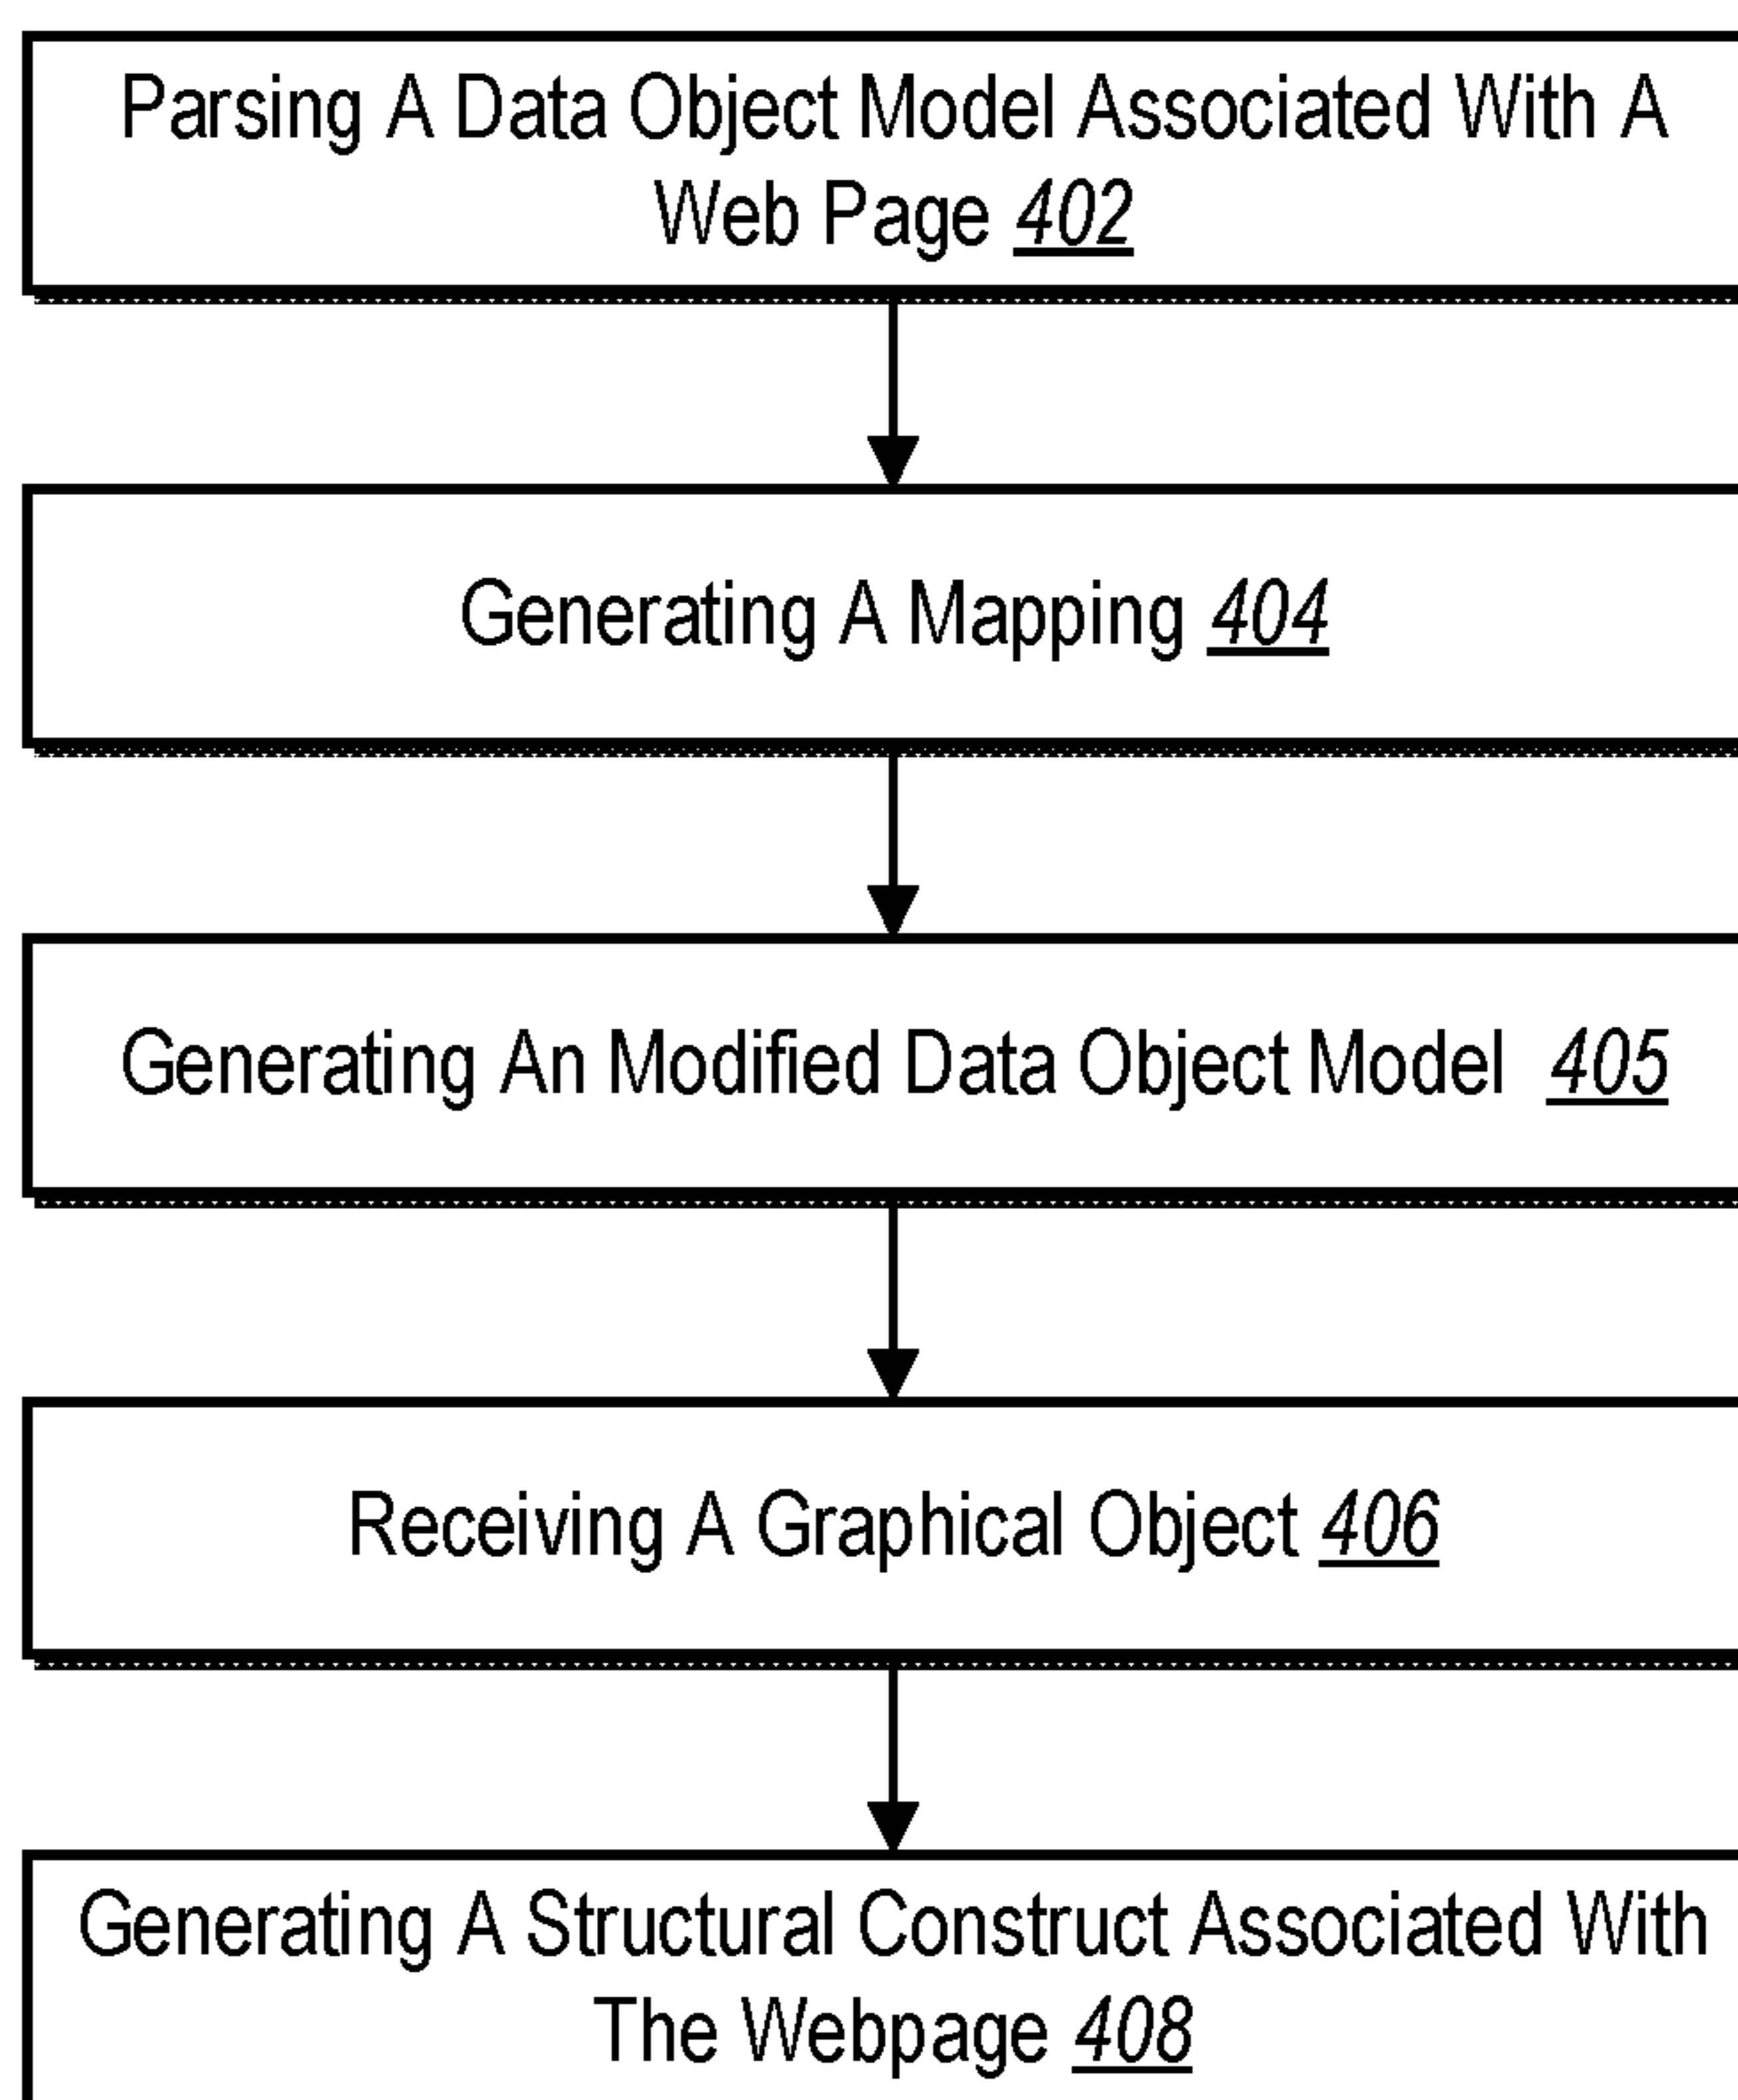 Parsing A Data Object Model Associated With A
Web Page 402
Generating A Mapping 404
Generating An Modified Data Object Model 405
Receiving A Graphical Object 406
Generating A Structural Construct Associated With
The Webpage 408